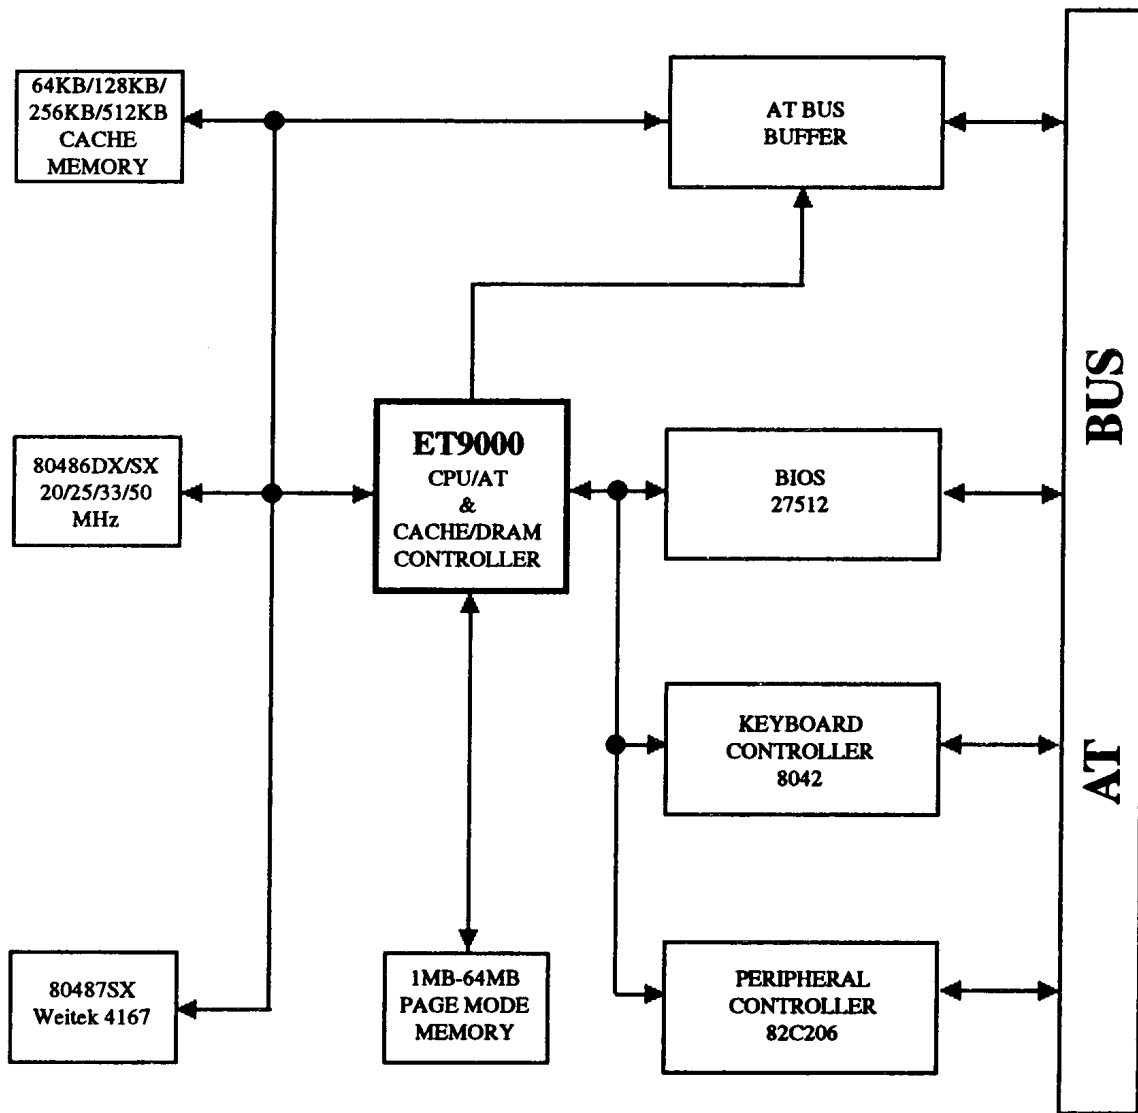 64KB/128KB/
256KB/512KB
CACHE
MEMORY
AT BUS
BUFFER
80486DX/SX
20/25/33/50
MHz
ET9000
CPU/AT
&
CACHE/DRAM
CONTROLLER
BIOS
27512
KEYBOARD
CONTROLLER
8042
80487SX
Weitek 4167
1MB-64MB
PAGE MODE
MEMORY
PERIPHERAL
CONTROLLER
82C206
AT BUS